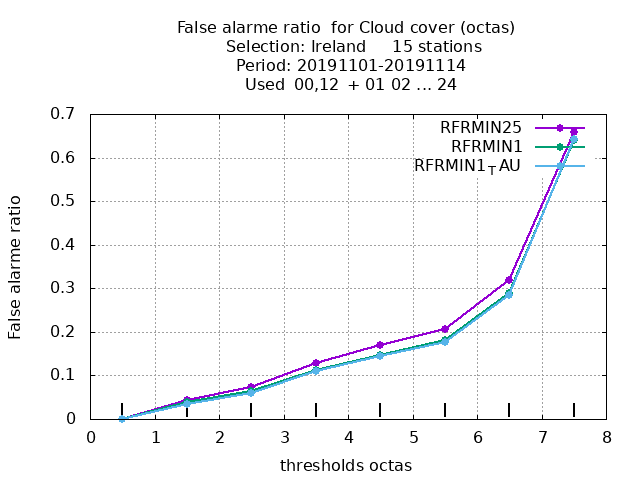 False alarme ratio for Cloud cover (octas)
Selection: Ireland 15 stations
Period: 20191101-20191114
Used 00,12 + 01 02 ... 24
RFRMIN25
RFRMIN1
RFRMIN1TAU
False alarme ratio
0.7
0.6
0.5
0.4
0.3
0.2
0.1
0
0 1 2 3 4 5 6 7 8
thresholds octas